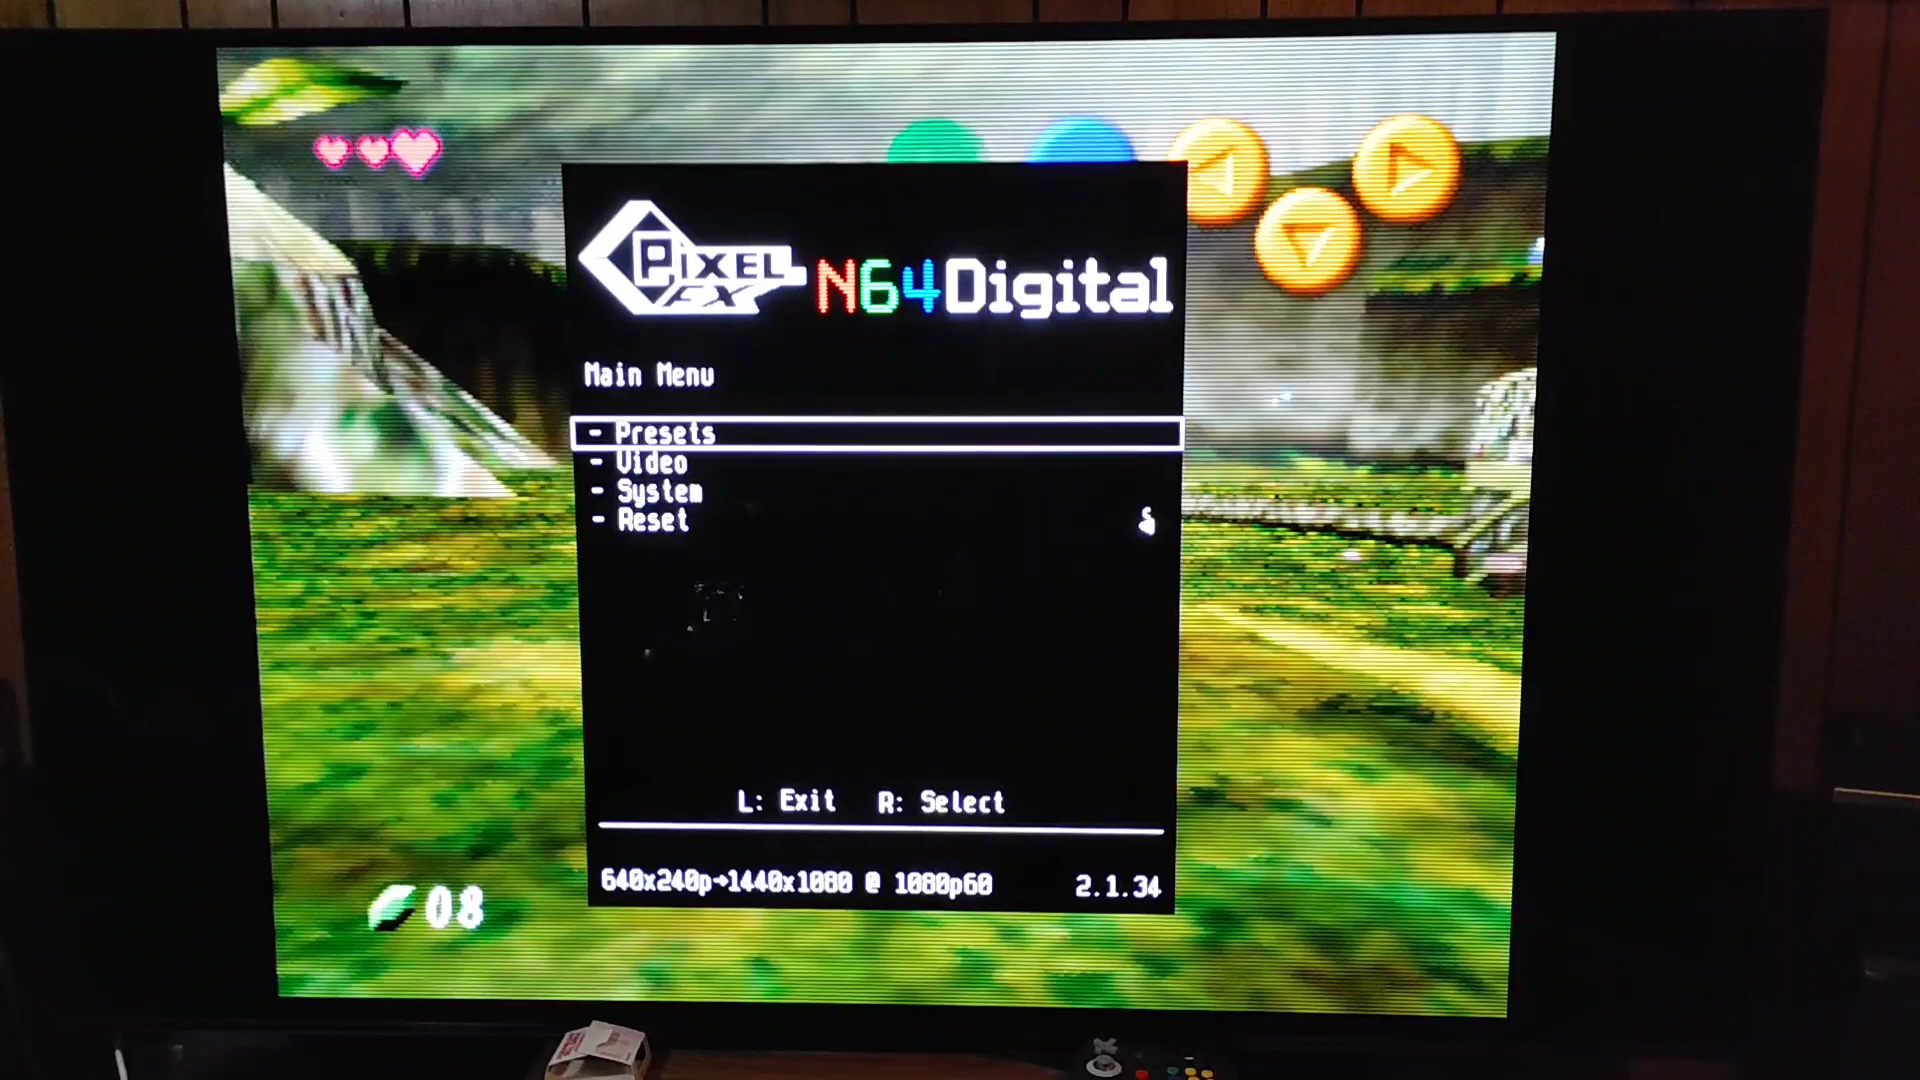 PIXEL
FX
N64Digital
Main Menu
- Presets
- Video
- System
- Reset
L: Exit R: Select
640x240p→1440x1080 @ 1080p60 2.1.34
08